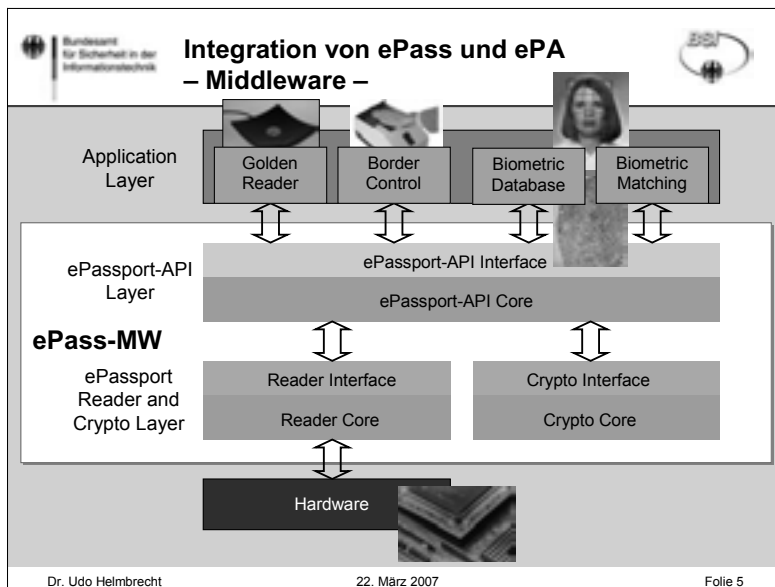 Bundesamt
für Sicherheit in der
Informationstechnik
Integration von ePass und ePA
– Middleware –
BSI
Application
Layer
Golden
Reader
Border
Control
Biometric
Database
Biometric
Matching
ePassport-API
Layer
ePassport-API Interface
ePassport-API Core
ePass-MW
ePassport
Reader and
Crypto Layer
Reader Interface
Reader Core
Crypto Interface
Crypto Core
Hardware
Dr. Udo Helmbrecht
22. März 2007
Folie 5